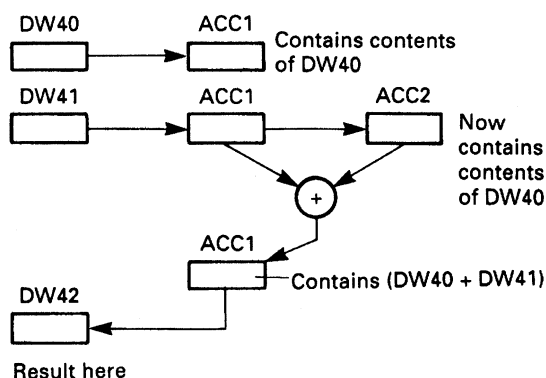 DW40
ACC1
Contains contents
of DW40
DW41
ACC1
ACC2
Now
contains
contents
of DW40
+
ACC1
Contains (DW40 + DW41)
DW42
Result here